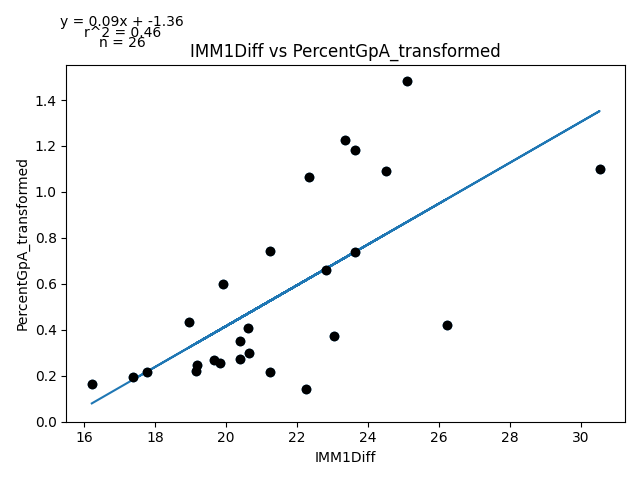 y = 0.09x + -1.36
r^2 = 0.46
n = 26
IMM1Diff vs PercentGpA_transformed
PercentGpA_transformed
1.4
1.2
1.0
0.8
0.6
0.4
0.2
0.0
16 18 20 22 24 26 28 30
IMM1Diff